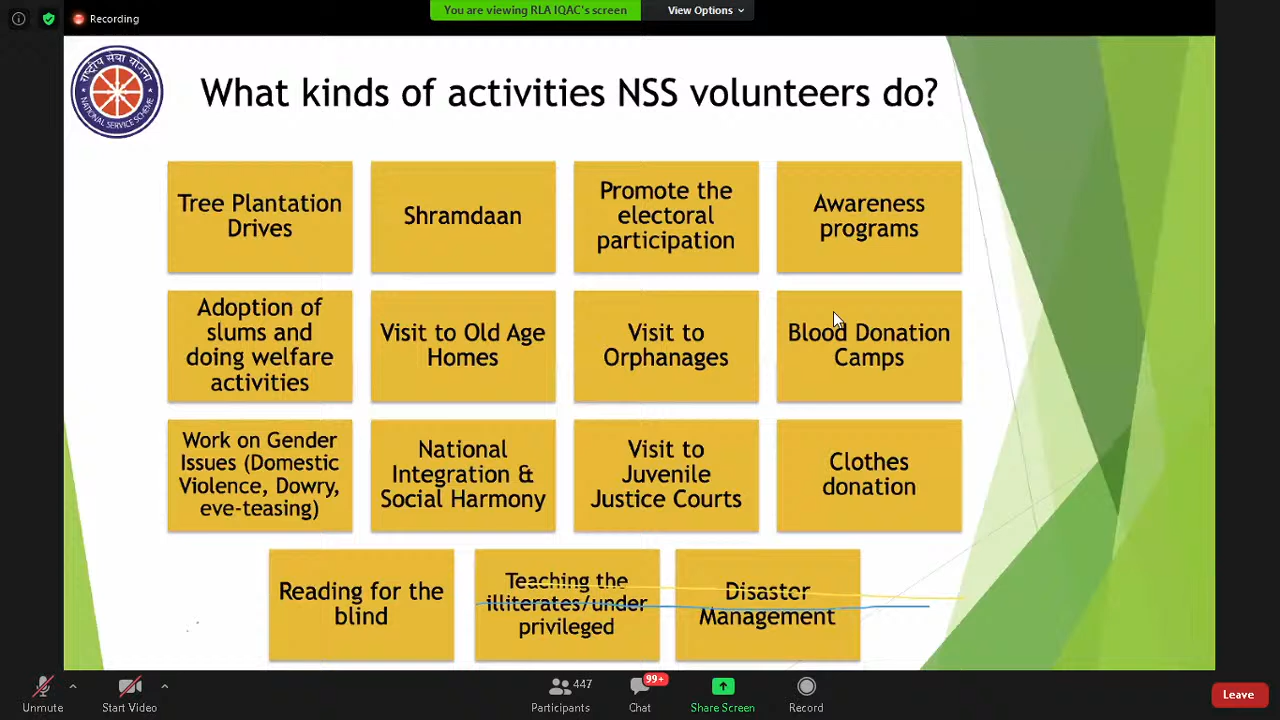 Recording
You are viewing RLA IQAC's screen
View Options
राष्ट्रीय सेवा योजना
NATIONAL SERVICE SCHEME
What kinds of activities NSS volunteers do?
Tree Plantation
Drives
Shramdaan
Promote the
electoral
participation
Awareness
programs
Adoption of
slums and
doing welfare
activities
Visit to Old Age
Homes
Visit to
Orphanages
Blood Donation
Camps
Work on Gender
Issues (Domestic
Violence, Dowry,
eve-teasing)
National
Integration &
Social Harmony
Visit to
Juvenile
Justice Courts
Clothes
donation
Reading for the
blind
Teaching the
illiterates/under
privileged
Disaster
Management
Unmute
Start Video
447
Participants
99+
Chat
Share Screen
Record
Leave